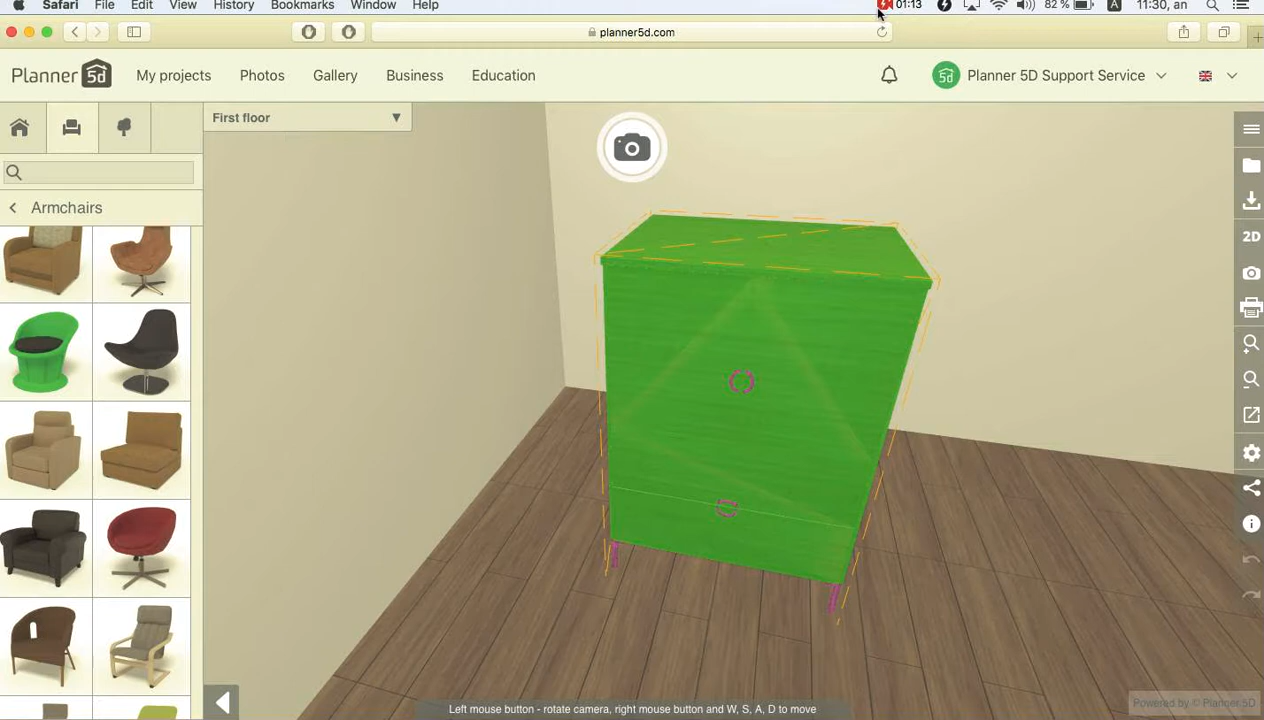 Safari File Edit View History Bookmarks Window Help 01:13 82 % A 11:30, an
planner5d.com
Planner 5d My projects Photos Gallery Business Education Planner 5D Support Service
First floor
Armchairs
2D
Left mouse button - rotate camera, right mouse button and W, S, A, D to move
Powered by © Planner 5D